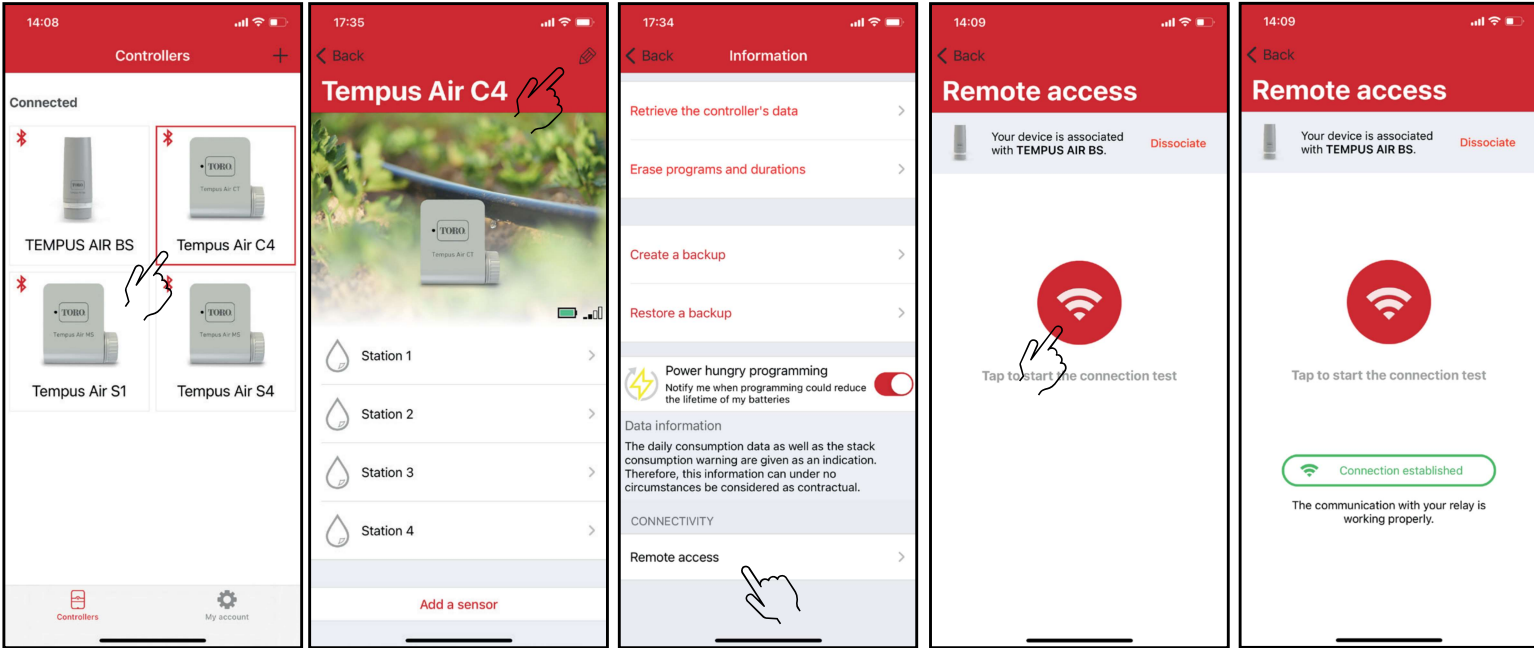 14:08
Controllers
Connected
TORO
TORO
Tempus Air CT
TEMPUS AIR BS
Tempus Air C4
TORO
Tempus Air MS
TORO
Tempus Air MS
Tempus Air S1
Tempus Air S4
Controllers
My account
17:35
Back
Tempus Air C4
TORO
Tempus Air CT
Station 1
Station 2
Station 3
Station 4
Add a sensor
17:34
Back
Information
Retrieve the controller's data
Erase programs and durations
Create a backup
Restore a backup
Power hungry programming
Notify me when programming could reduce
the lifetime of my batteries
Data information
The daily consumption data as well as the stack
consumption warning are given as an indication.
Therefore, this information can under no
circumstances be considered as contractual.
CONNECTIVITY
Remote access
14:09
Back
Remote access
Your device is associated
with TEMPUS AIR BS.
Dissociate
Tap to start the connection test
14:09
Back
Remote access
Your device is associated
with TEMPUS AIR BS.
Dissociate
Tap to start the connection test
Connection established
The communication with your relay is
working properly.